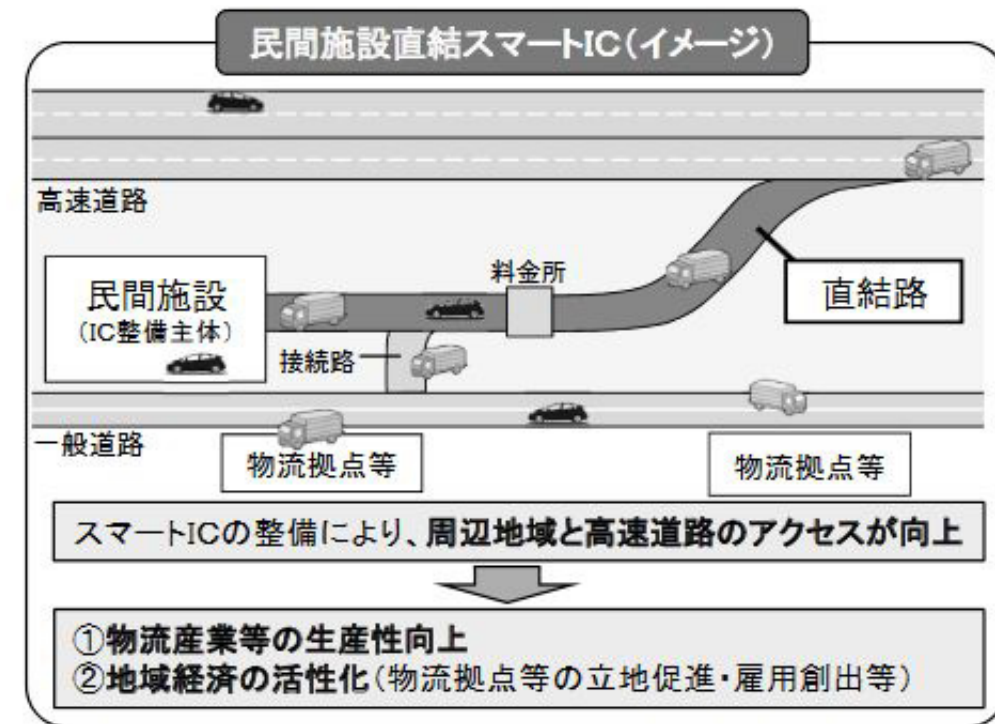 民間施設直結スマートIC(イメージ)
高速道路
料金所
民間施設
(IC整備主体)
直結路
接続路
一般道路
物流拠点等
物流拠点等
スマートICの整備により、周辺地域と高速道路のアクセスが向上
①物流産業等の生産性向上
②地域経済の活性化(物流拠点等の立地促進・雇用創出等)